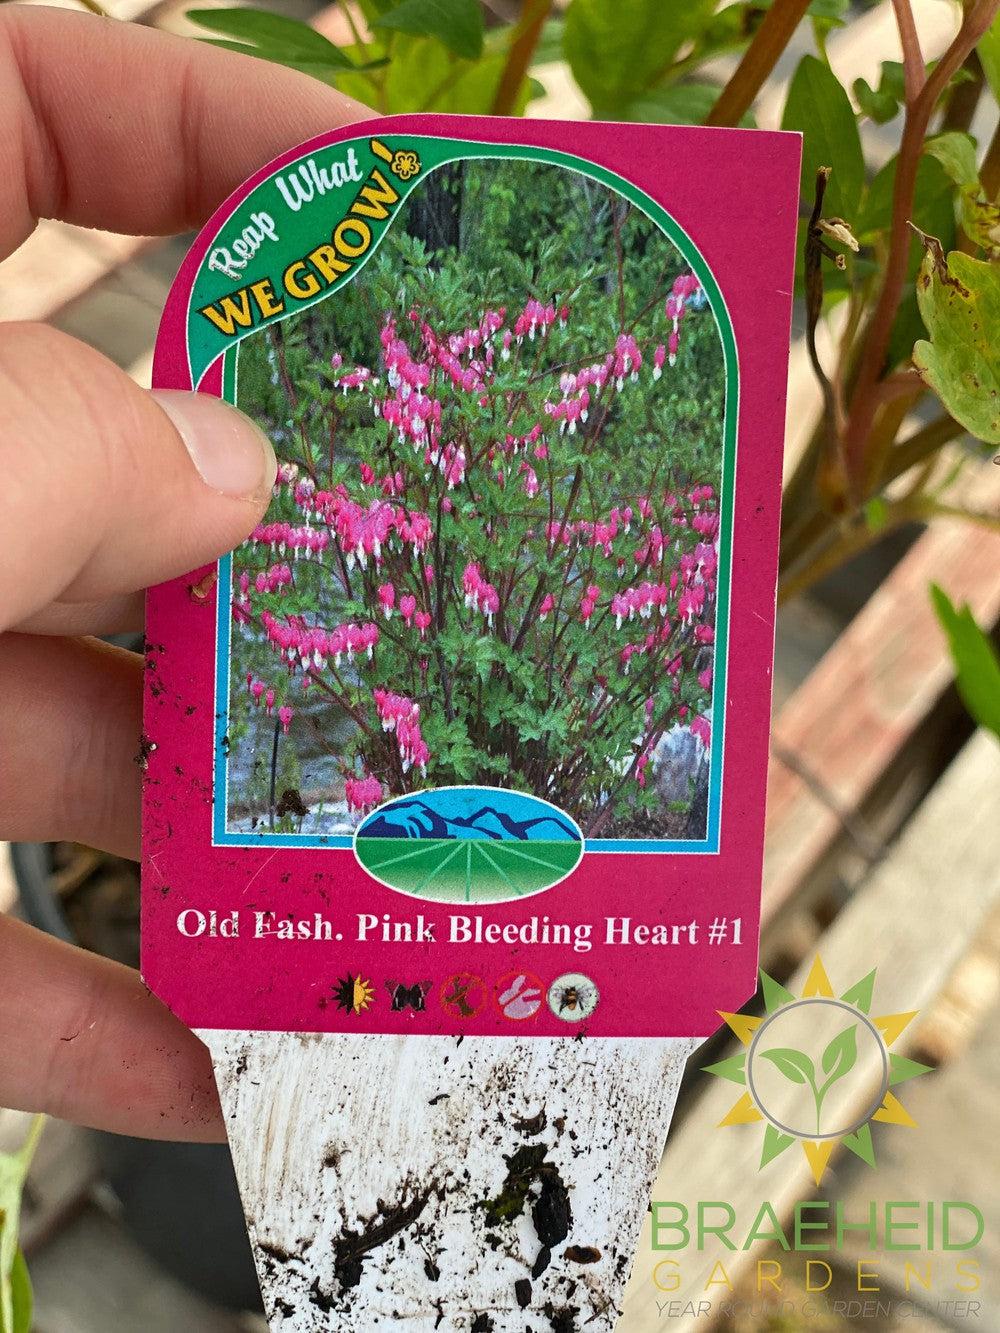 Reap What
WE GROW!
Old Fash. Pink Bleeding Heart #1
BRAEHEID
GARDENS
YEAR ROUND GARDEN CENTER